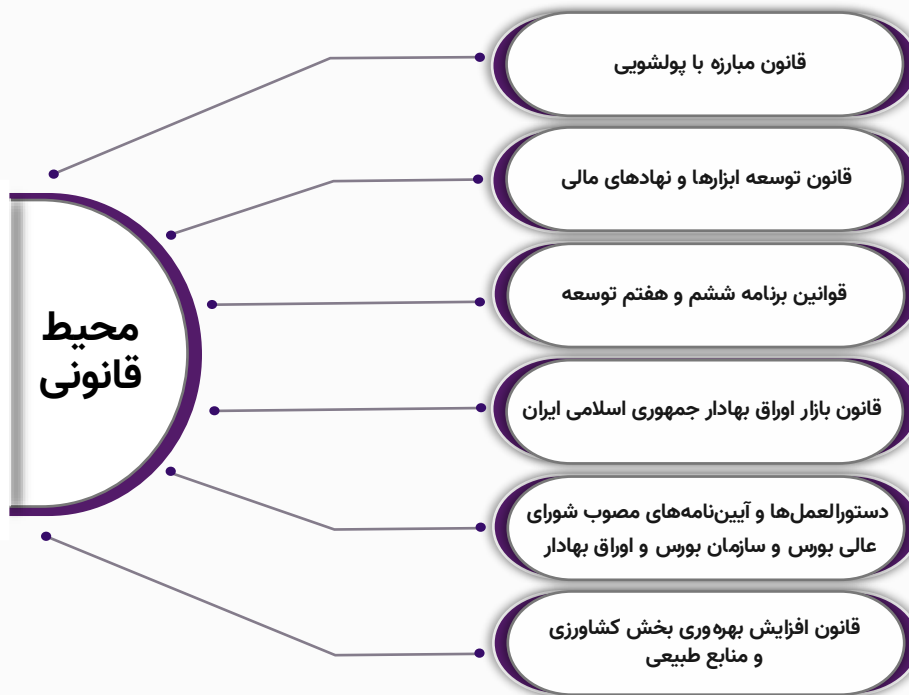 قانون مبارزه با پولشویی
قانون توسعه ابزارها و نهادهای مالی
قوانین برنامه ششم و هفتم توسعه
محیط
قانونی
قانون بازار اوراق بهادار جمهوری اسلامی ایران
دستورالعمل‌ها و آیین‌نامه‌های مصوب شورای
عالی بورس و سازمان بورس و اوراق بهادار
قانون افزایش بهره‌وری بخش کشاورزی
و منابع طبیعی